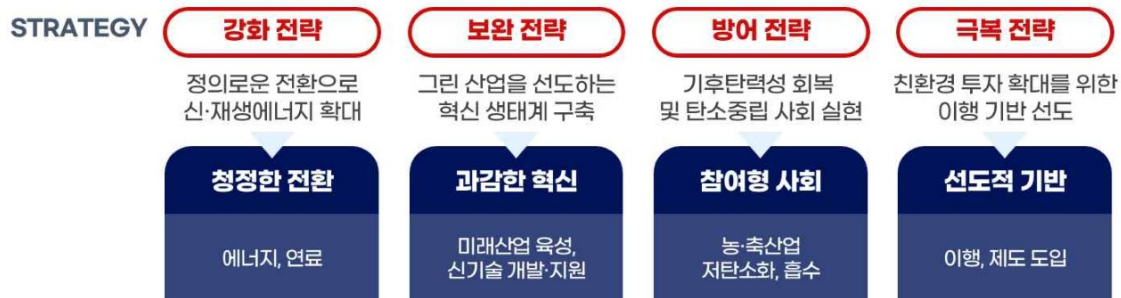 STRATEGY
강화 전략
정의로운 전환으로
신·재생에너지 확대
청정한 전환
에너지, 연료
보완 전략
그린 산업을 선도하는
혁신 생태계 구축
과감한 혁신
미래산업 육성,
신기술 개발·지원
방어 전략
기후탄력성 회복
및 탄소중립 사회 실현
참여형 사회
농·축산업
저탄소화, 흡수
극복 전략
친환경 투자 확대를 위한
이행 기반 선도
선도적 기반
이행, 제도 도입